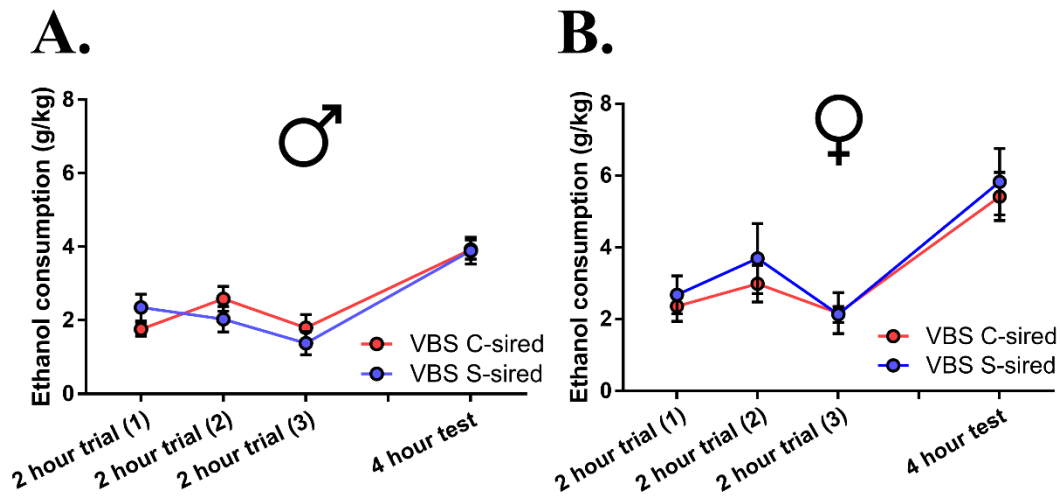 A.
Ethanol consumption (g/kg)
8
6
4
2
0
VBS C-sired
VBS S-sired
2 hour trial (1)
2 hour trial (2)
2 hour trial (3)
4 hour test
B.
Ethanol consumption (g/kg)
8
6
4
2
0
VBS C-sired
VBS S-sired
2 hour trial (1)
2 hour trial (2)
2 hour trial (3)
4 hour test